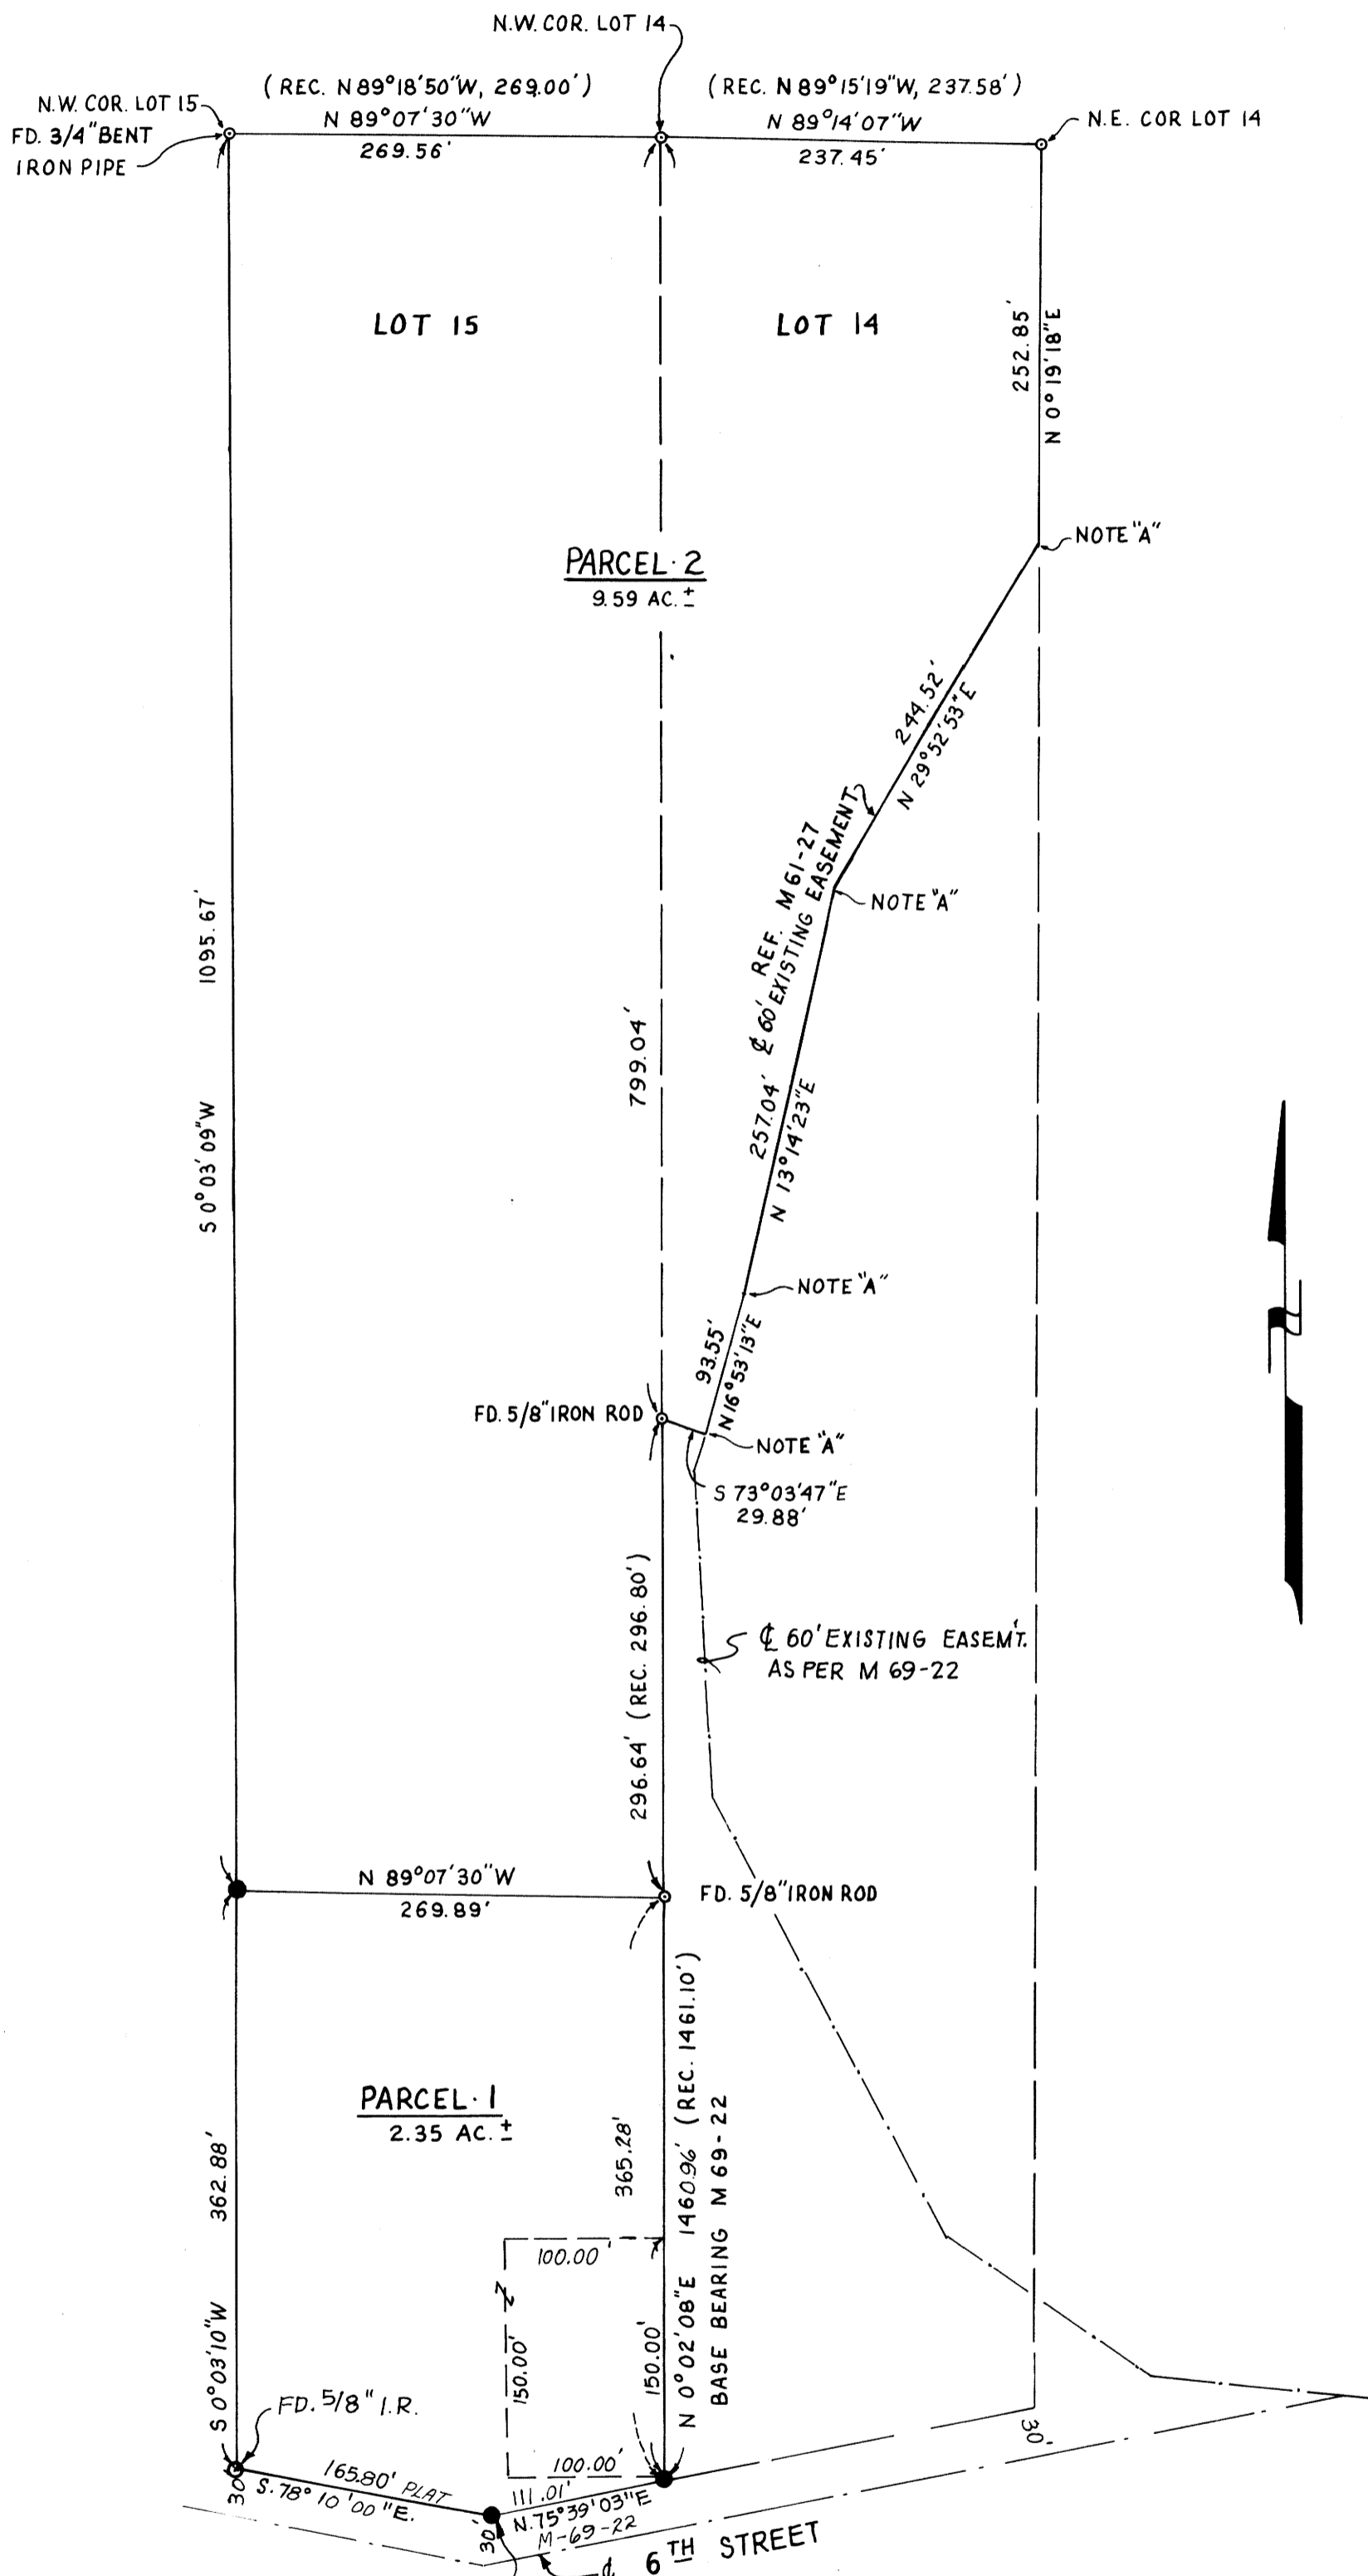 N.W. COR. LOT 14
(REC. N 89°18'50"W, 269.00')
(REC. N 89°15'19"W, 237.58')
N.W. COR. LOT 15
FD. 3/4" BENT
IRON PIPE
N 89°07'30"W
269.56'
N 89°14'07"W
237.45'
N.E. COR LOT 14
LOT 15
LOT 14
252.85'
N 0°19'18"E
NOTE "A"
PARCEL·2
9.59 AC. ±
244.52'
N 29°52'53"E
REF. M 61-27
₵ 60' EXISTING EASEMENT
NOTE "A"
1095.67'
S 0°03'09"W
799.04'
257.04'
N 13°14'23"E
NOTE "A"
93.55'
N 16°53'13"E
FD. 5/8" IRON ROD
NOTE "A"
S 73°03'47"E
29.88'
296.64' (REC. 296.80')
₵ 60' EXISTING EASEM'T.
AS PER M 69-22
N 89°07'30"W
269.89'
FD. 5/8" IRON ROD
PARCEL·1
2.35 AC. ±
362.88'
S 0°03'10"W
365.28'
N 0°02'08"E 1460.96' (REC. 1461.10')
BASE BEARING M 69-22
100.00'
150.00'
150.00'
FD. 5/8" I.R.
100.00'
165.80' PLAT
S. 78° 10' 00" E.
111.01'
N. 75°39'03"E
M-69-22
30'
30'
30'
₵ 6TH STREET